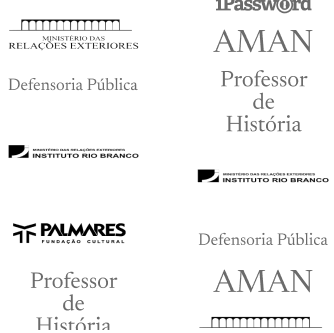 MINISTÉRIO DAS
RELAÇÕES EXTERIORES
Defensoria Pública
MINISTÉRIO DAS RELAÇÕES EXTERIORES
INSTITUTO RIO BRANCO
PALMARES
FUNDAÇÃO CULTURAL
Professor
de
História
1Password
AMAN
Professor
de
História
MINISTÉRIO DAS RELAÇÕES EXTERIORES
INSTITUTO RIO BRANCO
Defensoria Pública
AMAN